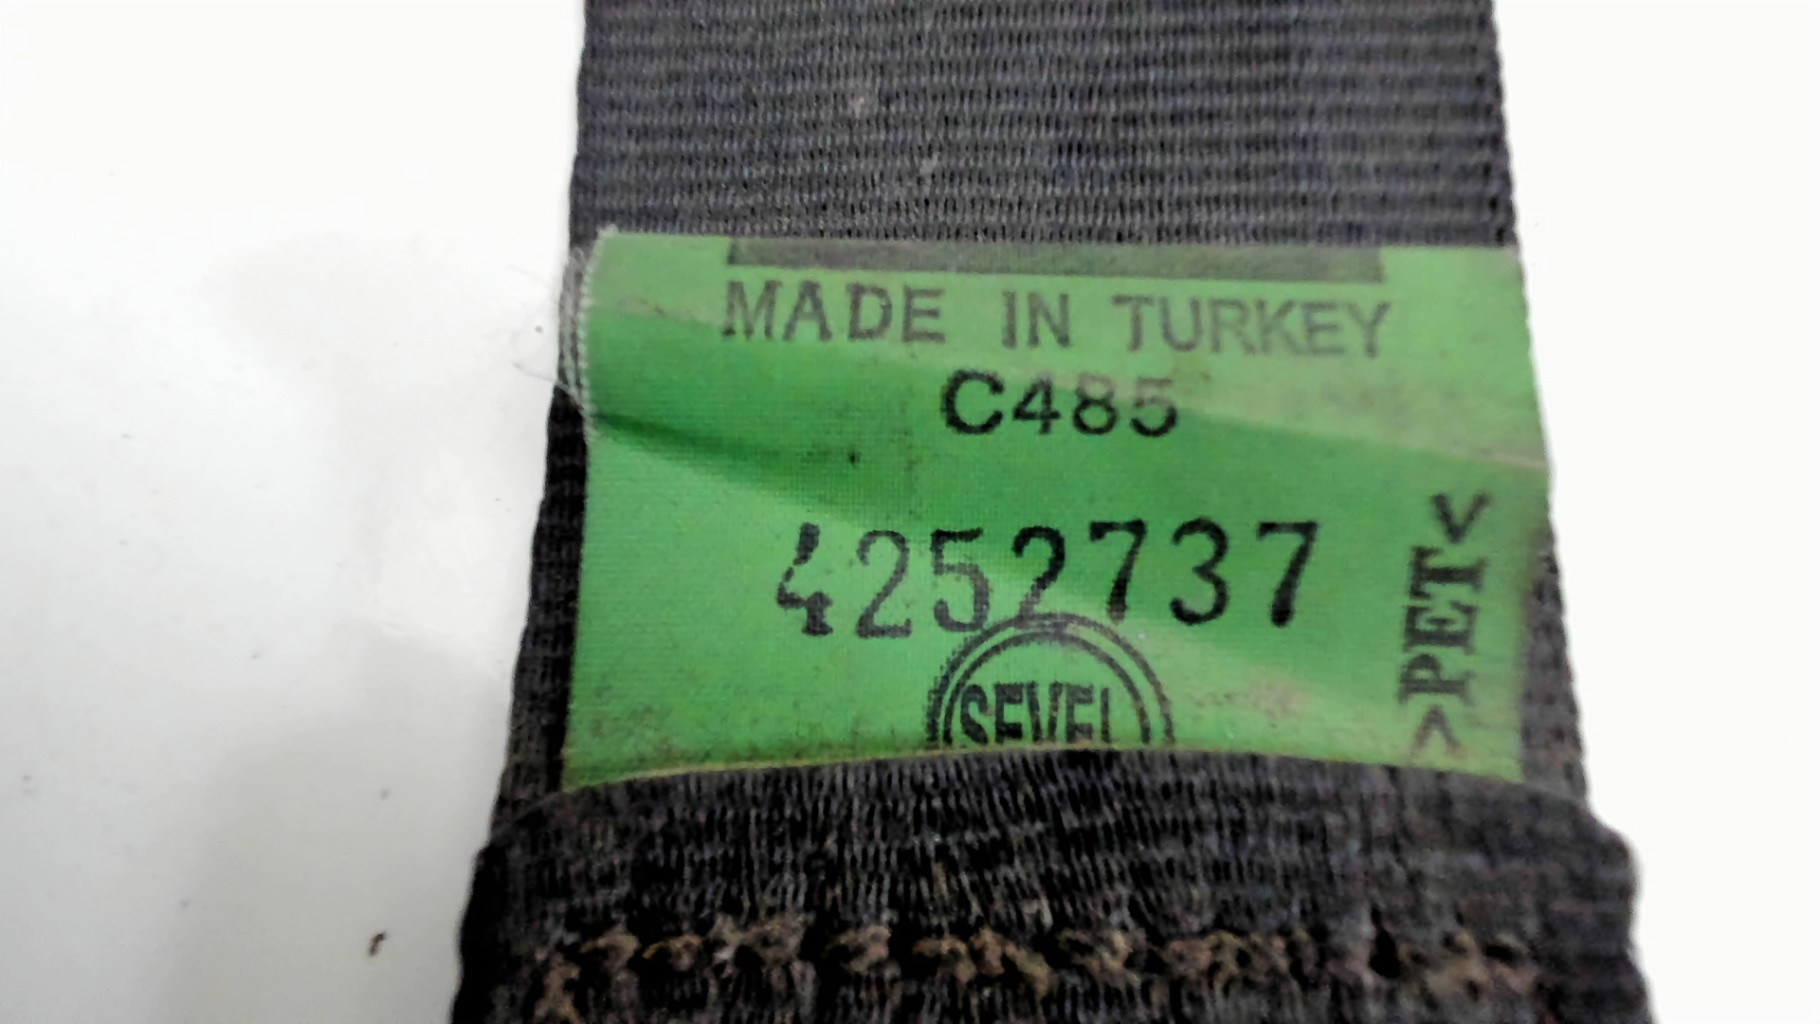 MADE IN TURKEY
C485
4252737
SEVEL
>PET<